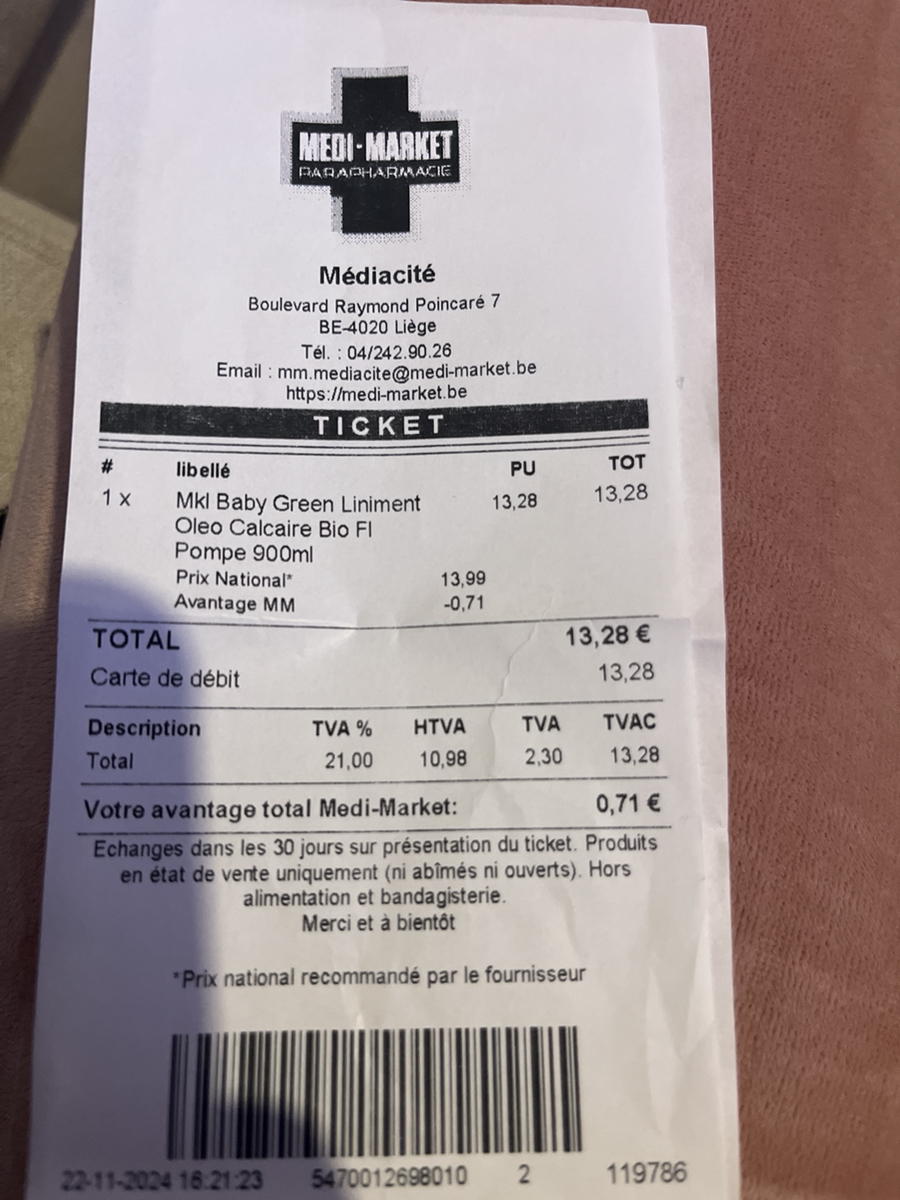 MEDI-MARKET
PARAPHARMACIE
Médiacité
Boulevard Raymond Poincaré 7
BE-4020 Liège
Tél. : 04/242.90.26
Email : mm.mediacite@medi-market.be
https://medi-market.be
TICKET
# libellé PU TOT
1 x Mkl Baby Green Liniment 13,28 13,28
Oleo Calcaire Bio Fl
Pompe 900ml
Prix National* 13,99
Avantage MM -0,71
TOTAL 13,28 €
Carte de débit 13,28
Description TVA % HTVA TVA TVAC
Total 21,00 10,98 2,30 13,28
Votre avantage total Medi-Market: 0,71 €
Echanges dans les 30 jours sur présentation du ticket. Produits
en état de vente uniquement (ni abîmés ni ouverts). Hors
alimentation et bandagisterie.
Merci et à bientôt
*Prix national recommandé par le fournisseur
22-11-2024 16:21:23 5470012698010 2 119786